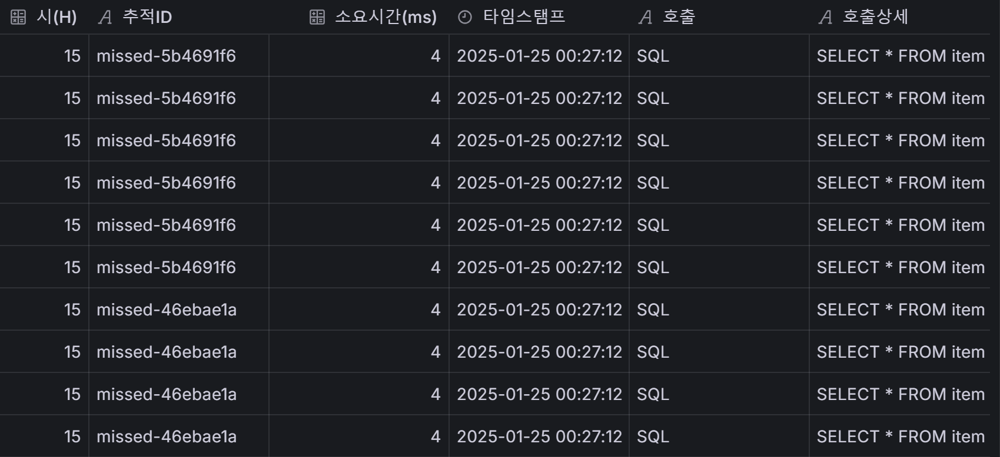 시(H) 추적ID 소요시간(ms) 타임스탬프 호출 호출상세
15 missed-5b4691f6 4 2025-01-25 00:27:12 SQL SELECT * FROM item
15 missed-5b4691f6 4 2025-01-25 00:27:12 SQL SELECT * FROM item
15 missed-5b4691f6 4 2025-01-25 00:27:12 SQL SELECT * FROM item
15 missed-5b4691f6 4 2025-01-25 00:27:12 SQL SELECT * FROM item
15 missed-5b4691f6 4 2025-01-25 00:27:12 SQL SELECT * FROM item
15 missed-5b4691f6 4 2025-01-25 00:27:12 SQL SELECT * FROM item
15 missed-46ebae1a 4 2025-01-25 00:27:12 SQL SELECT * FROM item
15 missed-46ebae1a 4 2025-01-25 00:27:12 SQL SELECT * FROM item
15 missed-46ebae1a 4 2025-01-25 00:27:12 SQL SELECT * FROM item
15 missed-46ebae1a 4 2025-01-25 00:27:12 SQL SELECT * FROM item